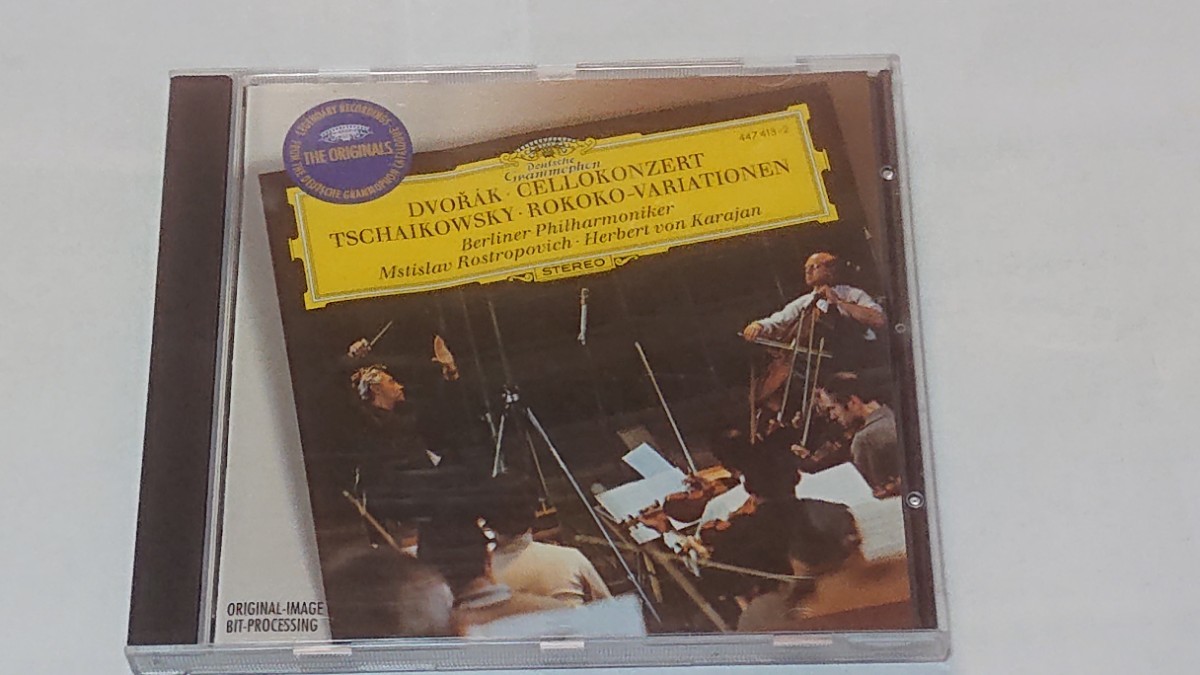 LEGENDARY RECORDINGS
THE ORIGINALS
FROM THE DEUTSCHE GRAMMOPHON CATALOGUE
447 413-2
Deutsche
Grammophon
DVOŘÁK · CELLOKONZERT
TSCHAIKOWSKY · ROKOKO-VARIATIONEN
Berliner Philharmoniker
Mstislav Rostropovich · Herbert von Karajan
STEREO
ORIGINAL-IMAGE
BIT-PROCESSING